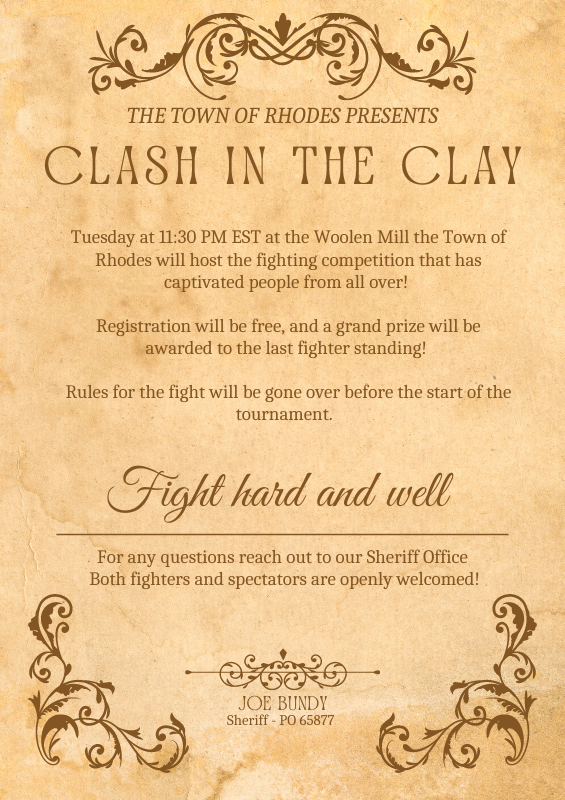 THE TOWN OF RHODES PRESENTS
CLASH IN THE CLAY
Tuesday at 11:30 PM EST at the Woolen Mill the Town of
Rhodes will host the fighting competition that has
captivated people from all over!
Registration will be free, and a grand prize will be
awarded to the last fighter standing!
Rules for the fight will be gone over before the start of the
tournament.
Fight hard and well
For any questions reach out to our Sheriff Office
Both fighters and spectators are openly welcomed!
JOE BUNDY
Sheriff - PO 65877